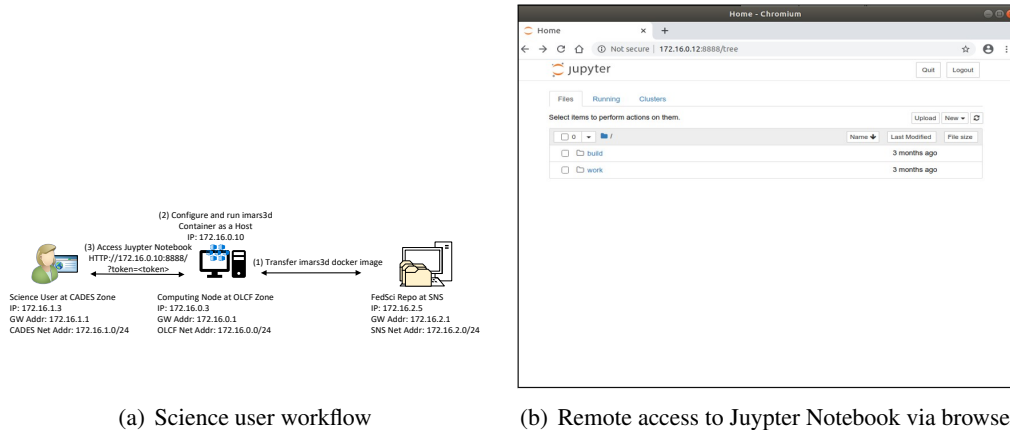 (2) Configure and run imars3d
Container as a Host
IP: 172.16.0.10
(3) Access Juypter Notebook
HTTP://172.16.0.10:8888/
?token=<token>
(1) Transfer imars3d docker image
Science User at CADES Zone
IP: 172.16.1.3
GW Addr: 172.16.1.1
CADES Net Addr: 172.16.1.0/24
Computing Node at OLCF Zone
IP: 172.16.0.3
GW Addr: 172.16.0.1
OLCF Net Addr: 172.16.0.0/24
FedSci Repo at SNS
IP: 172.16.2.5
GW Addr: 172.16.2.1
SNS Net Addr: 172.16.2.0/24
(a) Science user workflow
Home - Chromium
Home
Not secure | 172.16.0.12:8888/tree
jupyter
Quit Logout
Files Running Clusters
Select items to perform actions on them.
Upload New
0 /
Name Last Modified File size
build 3 months ago
work 3 months ago
(b) Remote access to Juypter Notebook via browse